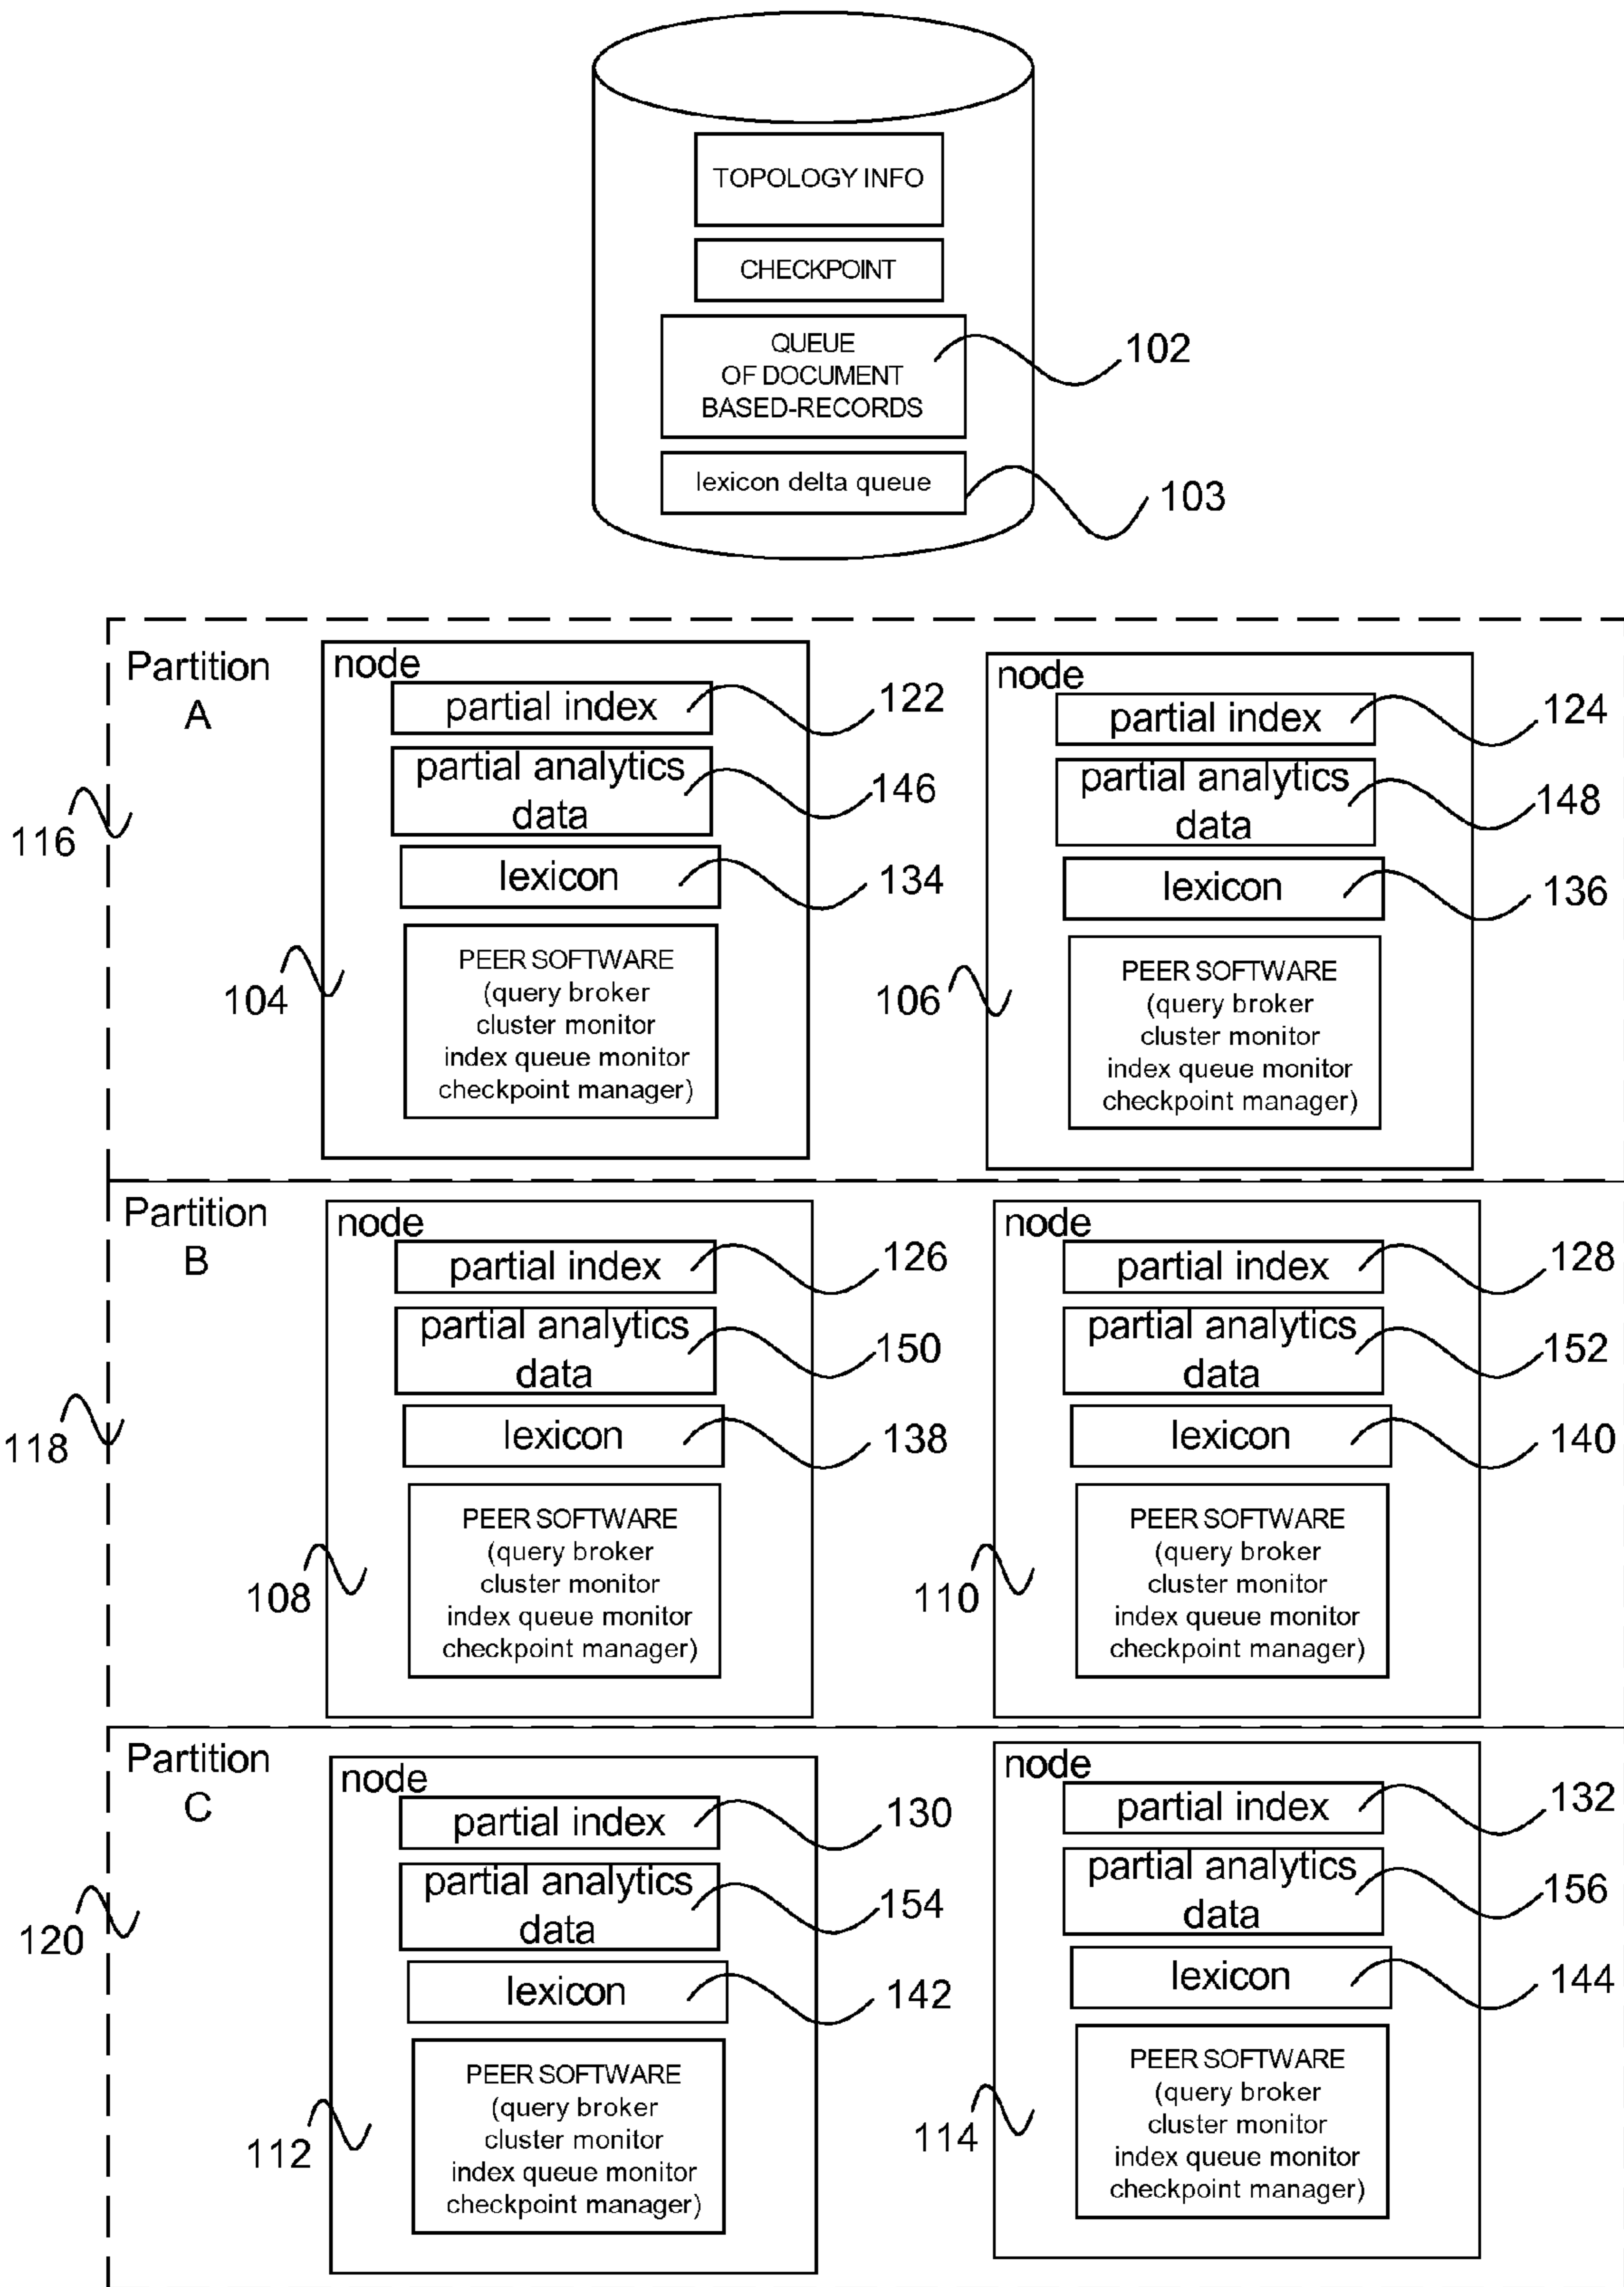 TOPOLOGY INFO
CHECKPOINT
QUEUE
OF DOCUMENT
BASED-RECORDS
102
lexicon delta queue
103
Partition
A
116
node
partial index
122
partial analytics
data
146
lexicon
134
PEER SOFTWARE
(query broker
cluster monitor
index queue monitor
checkpoint manager)
104
node
partial index
124
partial analytics
data
148
lexicon
136
PEER SOFTWARE
(query broker
cluster monitor
index queue monitor
checkpoint manager)
106
Partition
B
118
node
partial index
126
partial analytics
data
150
lexicon
138
PEER SOFTWARE
(query broker
cluster monitor
index queue monitor
checkpoint manager)
108
node
partial index
128
partial analytics
data
152
lexicon
140
PEER SOFTWARE
(query broker
cluster monitor
index queue monitor
checkpoint manager)
110
Partition
C
120
node
partial index
130
partial analytics
data
154
lexicon
142
PEER SOFTWARE
(query broker
cluster monitor
index queue monitor
checkpoint manager)
112
node
partial index
132
partial analytics
data
156
lexicon
144
PEER SOFTWARE
(query broker
cluster monitor
index queue monitor
checkpoint manager)
114